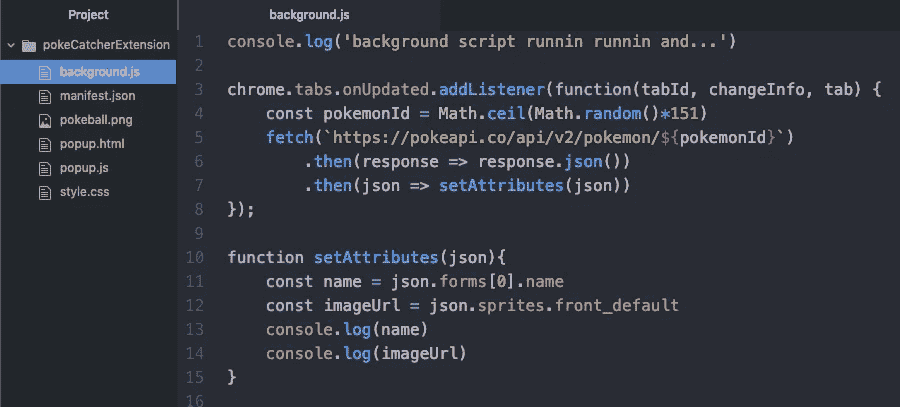 Project
pokeCatcherExtension
background.js
manifest.json
pokeball.png
popup.html
popup.js
style.css
background.js
1 console.log('background script runnin runnin and...')
2
3 chrome.tabs.onUpdated.addListener(function(tabId, changeInfo, tab) {
4     const pokemonId = Math.ceil(Math.random()*151)
5     fetch(`https://pokeapi.co/api/v2/pokemon/${pokemonId}`)
6         .then(response => response.json())
7         .then(json => setAttributes(json))
8 });
9
10 function setAttributes(json){
11     const name = json.forms[0].name
12     const imageUrl = json.sprites.front_default
13     console.log(name)
14     console.log(imageUrl)
15 }
16